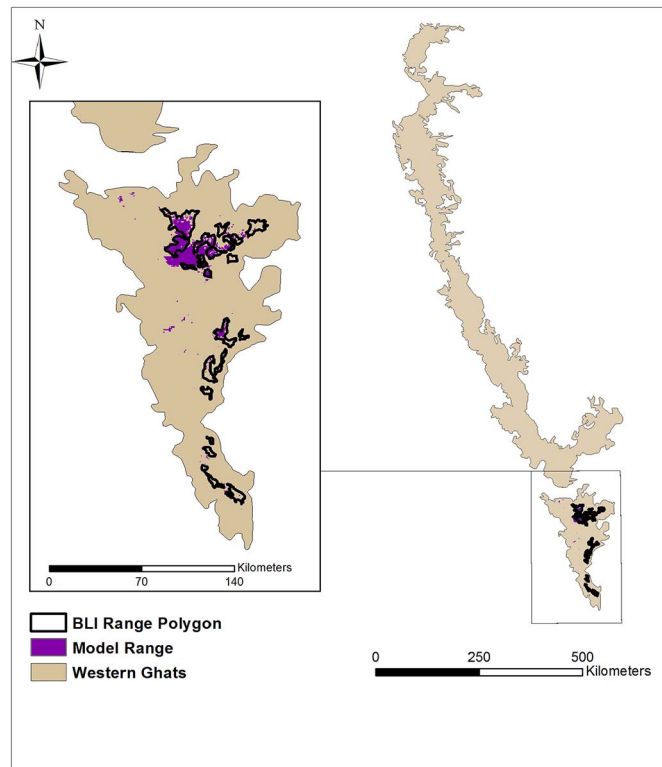 N
0 70 140 Kilometers
BLI Range Polygon
Model Range
Western Ghats
0 250 500 Kilometers